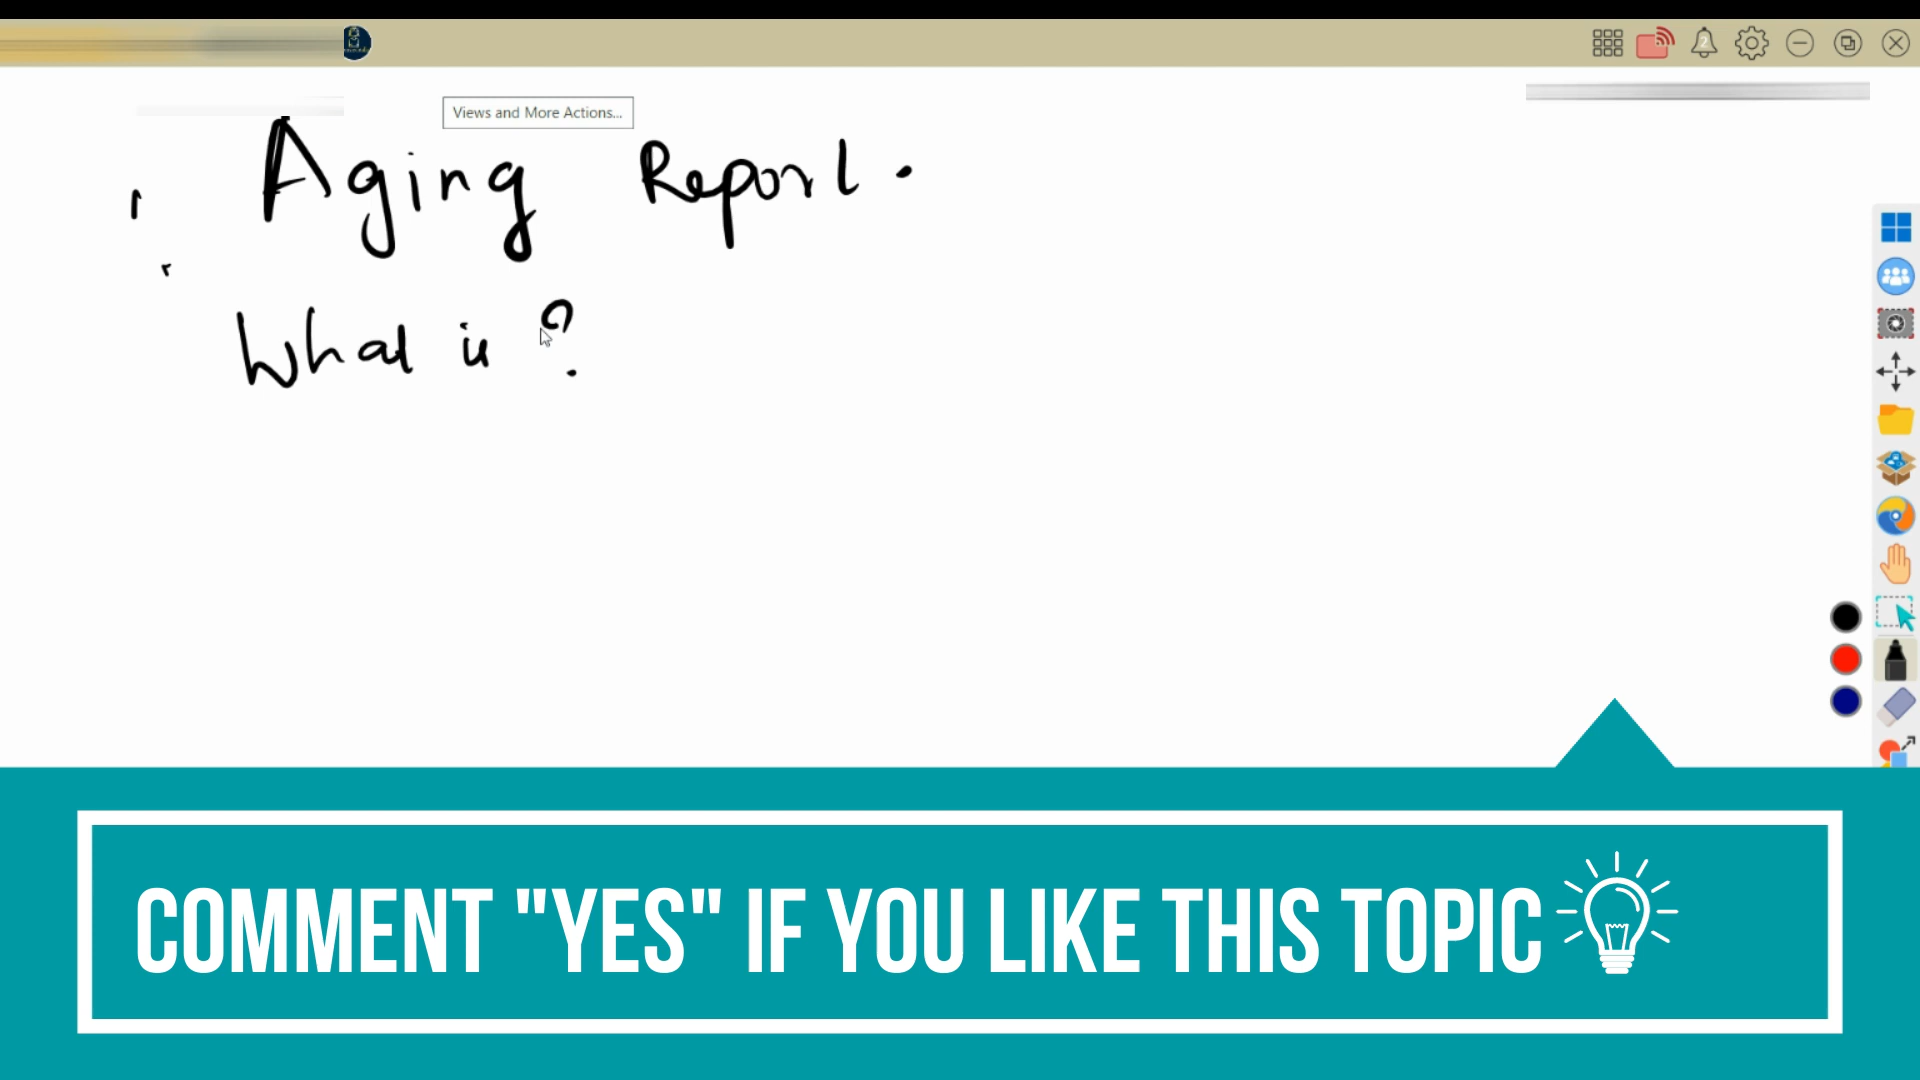 Views and More Actions...
Aging Report.
What is?
COMMENT "YES" IF YOU LIKE THIS TOPIC